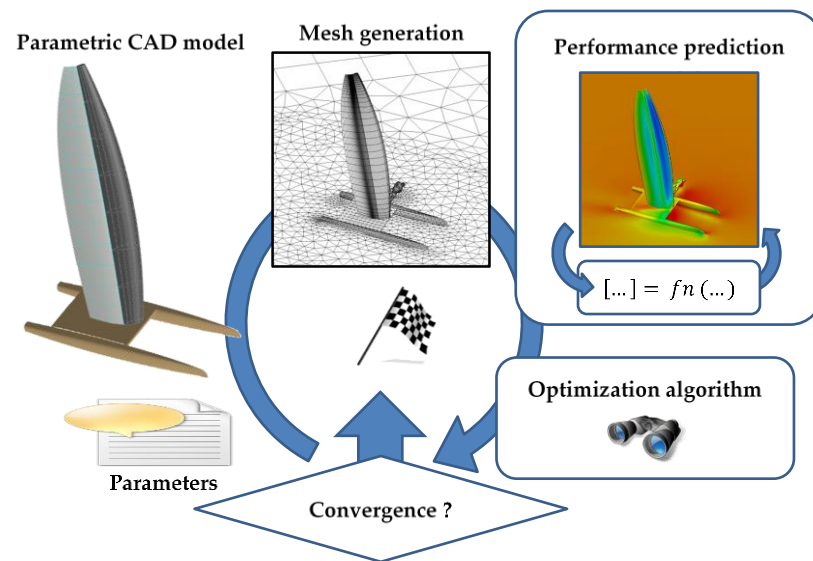 Parametric CAD model
Mesh generation
Performance prediction
[…] = fn (…)
Optimization algorithm
Parameters
Convergence ?